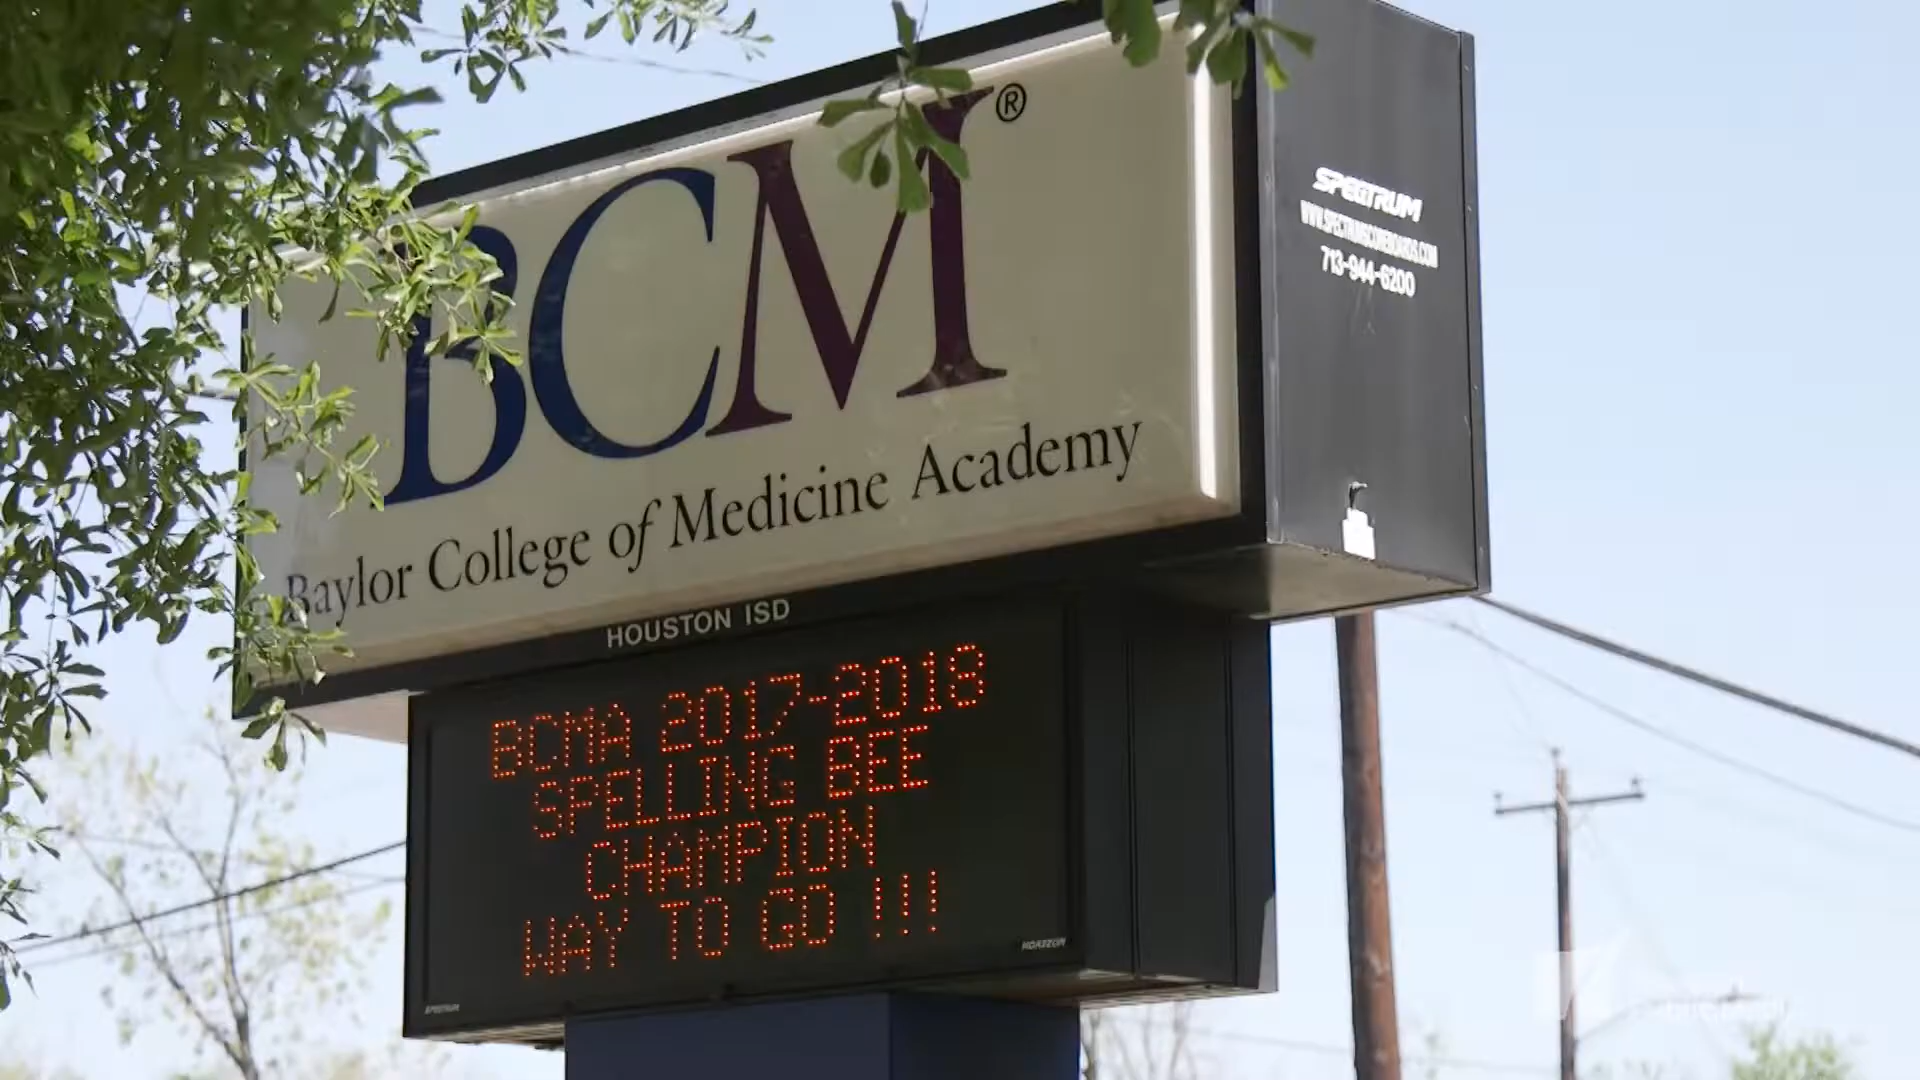 BCM®
Baylor College of Medicine Academy
HOUSTON ISD
BCMA 2017-2018
SPELLING BEE
CHAMPION
WAY TO GO !!!
SPECTRUM
WWW.SPECTRUMSCOREBOARDS.COM
713-944-6200
SPECTRUM